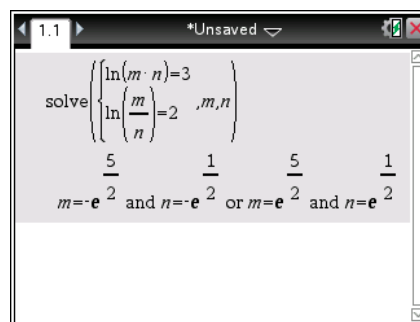 1.1 *Unsaved
solve({ln(m·n)=3
ln(m/n)=2 ,m,n)
m=-e^(5/2) and n=-e^(1/2) or m=e^(5/2) and n=e^(1/2)